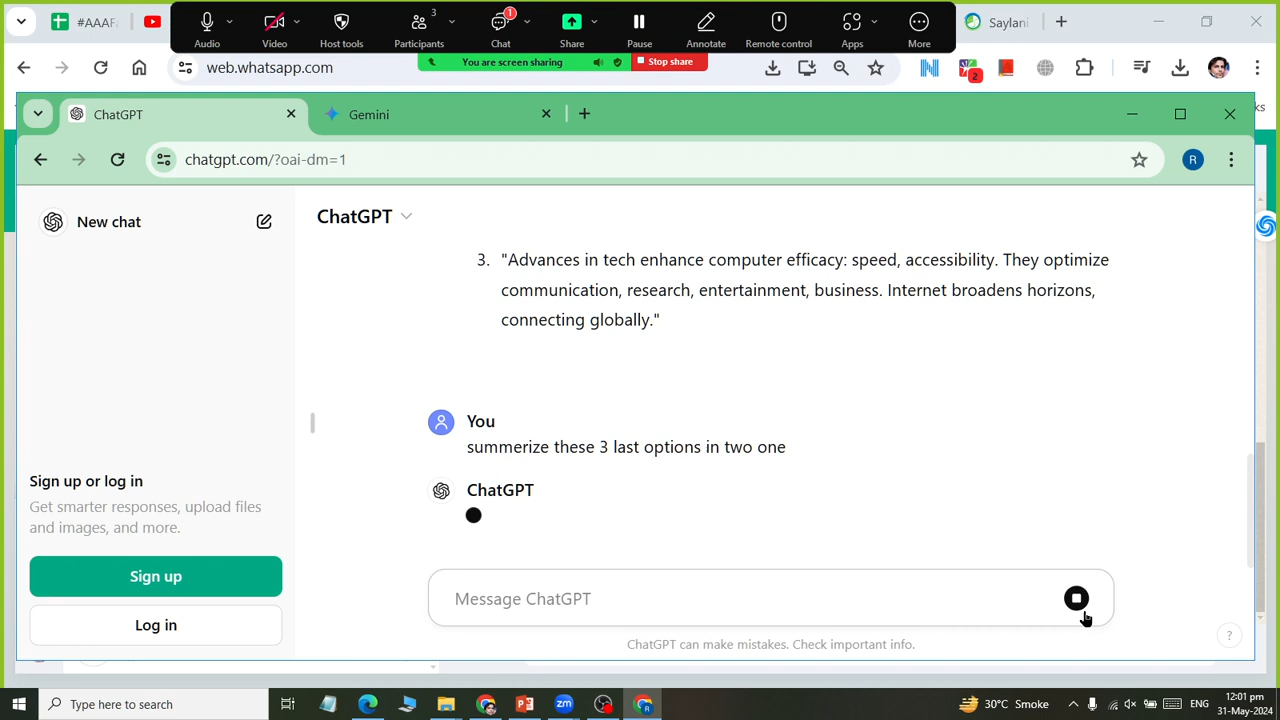 #AAAF
Saylani
Audio
Video
Host tools
3
Participants
1
Chat
Share
Pause
Annotate
Remote control
Apps
More
web.whatsapp.com
You are screen sharing
Stop share
2
ks
ChatGPT
Gemini
chatgpt.com/?oai-dm=1
R
New chat
ChatGPT
3. "Advances in tech enhance computer efficacy: speed, accessibility. They optimize
communication, research, entertainment, business. Internet broadens horizons,
connecting globally."
You
summerize these 3 last options in two one
ChatGPT
Sign up or log in
Get smarter responses, upload files
and images, and more.
Sign up
Log in
Message ChatGPT
ChatGPT can make mistakes. Check important info.
?
Type here to search
zm
R
30°C Smoke
ENG
12:01 pm
31-May-2024